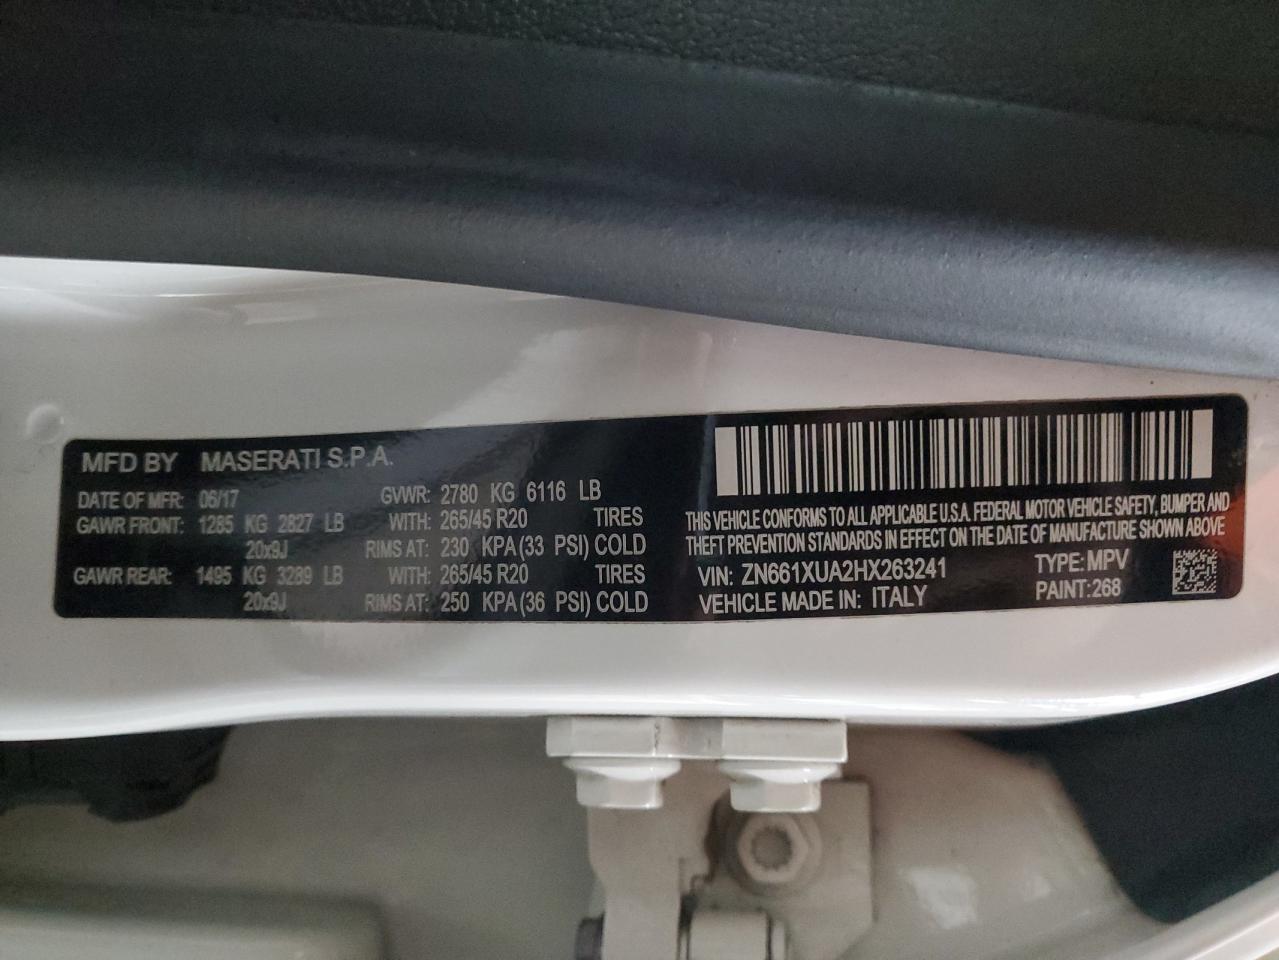 MFD BY MASERATI S.P.A.
DATE OF MFR: 06/17 GVWR: 2780 KG 6116 LB
GAWR FRONT: 1285 KG 2827 LB WITH: 265/45 R20 TIRES
20x9J RIMS AT: 230 KPA (33 PSI) COLD
GAWR REAR: 1495 KG 3289 LB WITH: 265/45 R20 TIRES
20x9J RIMS AT: 250 KPA (36 PSI) COLD
THIS VEHICLE CONFORMS TO ALL APPLICABLE U.S.A. FEDERAL MOTOR VEHICLE SAFETY, BUMPER AND
THEFT PREVENTION STANDARDS IN EFFECT ON THE DATE OF MANUFACTURE SHOWN ABOVE
VIN: ZN661XUA2HX263241 TYPE: MPV
VEHICLE MADE IN: ITALY PAINT: 268